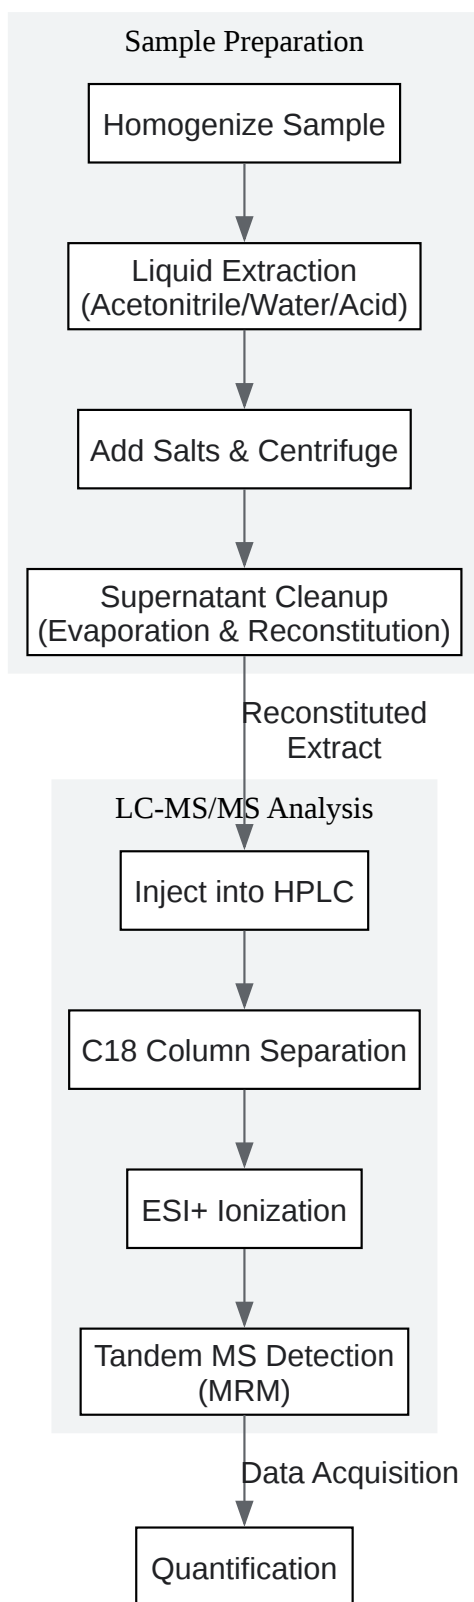 Sample Preparation
Homogenize Sample
Liquid Extraction
(Acetonitrile/Water/Acid)
Add Salts & Centrifuge
Supernatant Cleanup
(Evaporation & Reconstitution)
Reconstituted
Extract
LC-MS/MS Analysis
Inject into HPLC
C18 Column Separation
ESI+ Ionization
Tandem MS Detection
(MRM)
Data Acquisition
Quantification